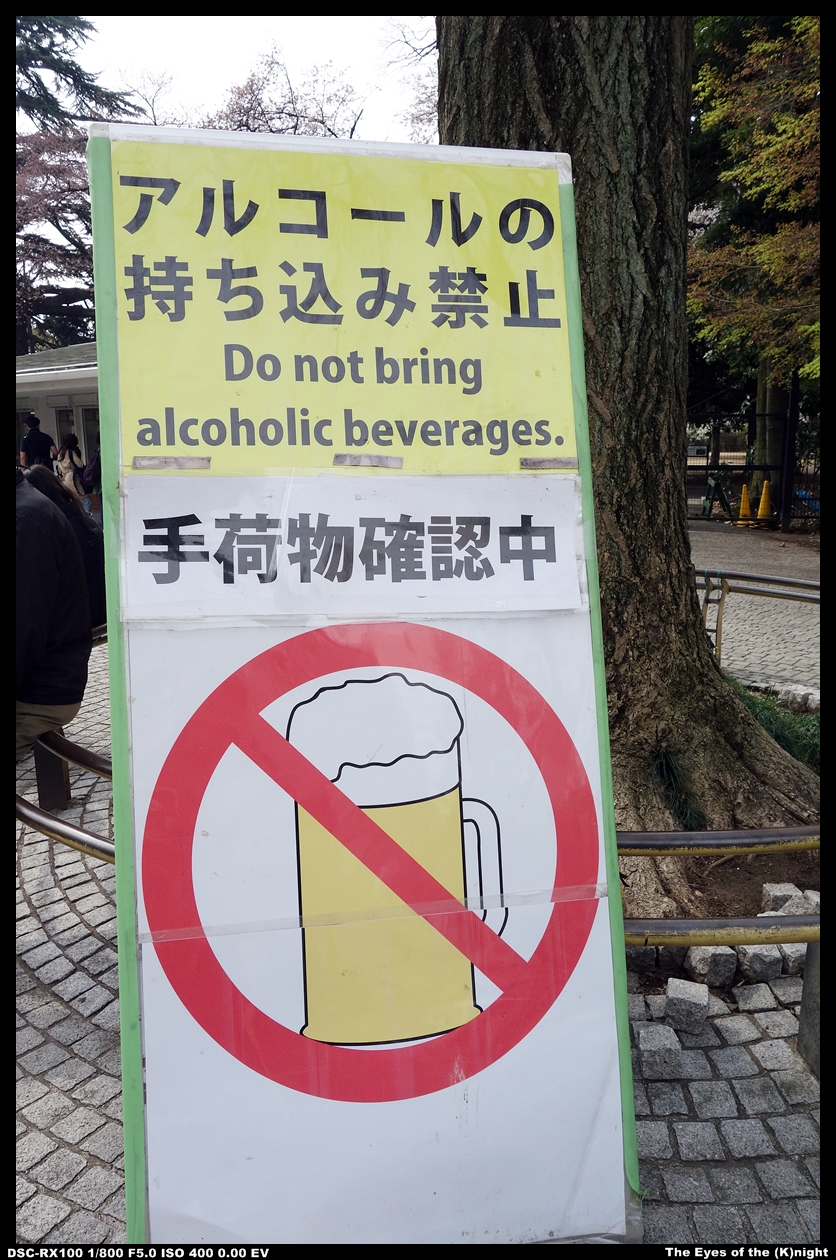 アルコールの
持ち込み禁止
Do not bring
alcoholic beverages.
手荷物確認中
DSC-RX100 1/800 F5.0 ISO 400 0.00 EV
The Eyes of the (K)night